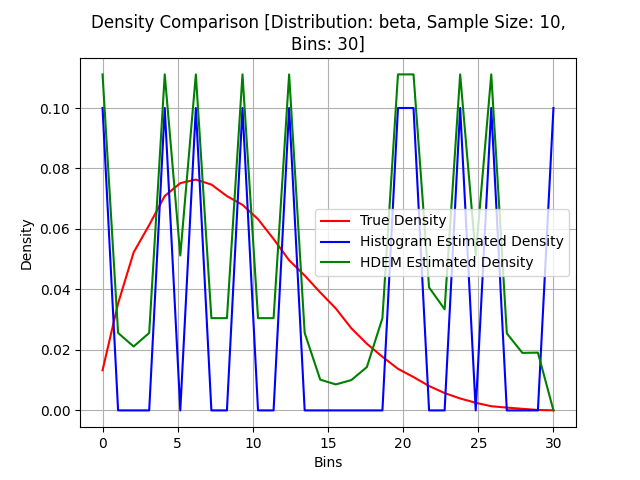 Density Comparison [Distribution: beta, Sample Size: 10,
Bins: 30]
Density
0.10
0.08
0.06
0.04
0.02
0.00
True Density
Histogram Estimated Density
HDEM Estimated Density
0 5 10 15 20 25 30
Bins